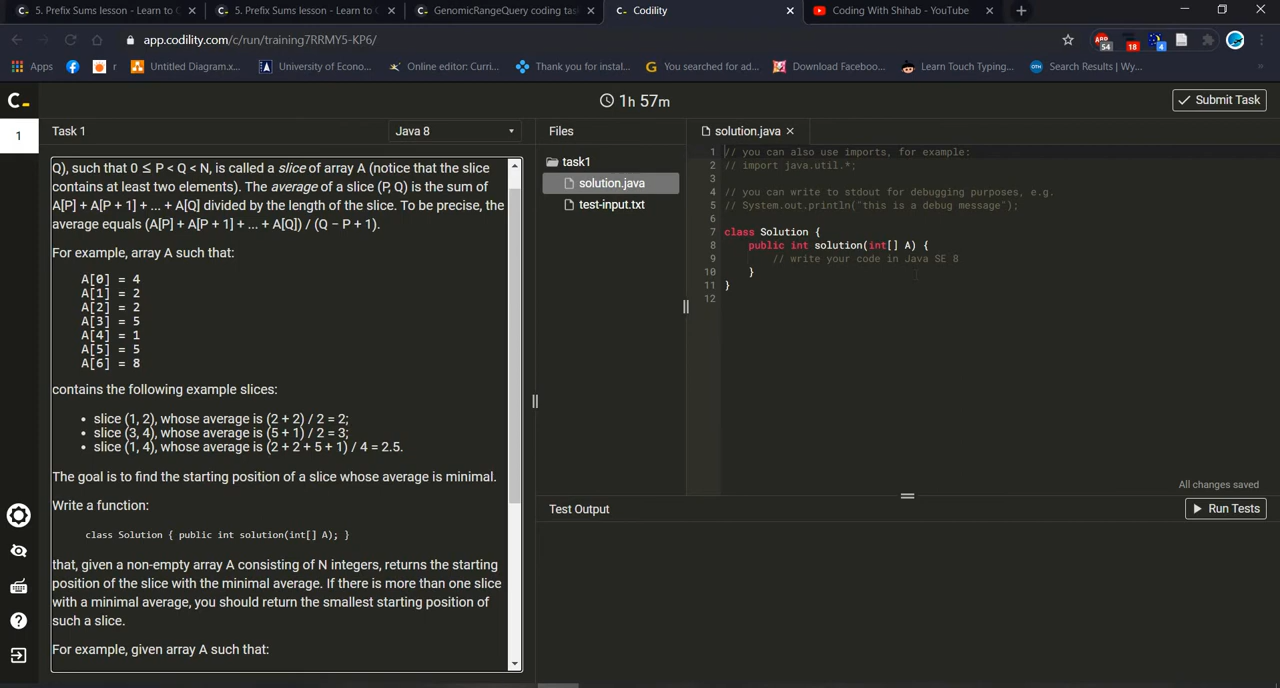 5. Prefix Sums lesson - Learn to C
5. Prefix Sums lesson - Learn to C
GenomicRangeQuery coding tas
Codility
Coding With Shihab - YouTube
app.codility.com/c/run/training7RRMY5-KP6/
54
18
4
Apps
r
Untitled Diagram.x...
University of Econo...
Online editor: Curri...
Thank you for instal...
You searched for ad...
Download Faceboo...
Learn Touch Typing...
Search Results | Wy...
1h 57m
Submit Task
1
Task 1
Java 8
Files
solution.java
task1
solution.java
test-input.txt
Q), such that 0 ≤ P < Q < N, is called a slice of array A (notice that the slice
contains at least two elements). The average of a slice (P, Q) is the sum of
A[P] + A[P + 1] + ... + A[Q] divided by the length of the slice. To be precise, the
average equals (A[P] + A[P + 1] + ... + A[Q]) / (Q − P + 1).
For example, array A such that:
A[0] = 4
A[1] = 2
A[2] = 2
A[3] = 5
A[4] = 1
A[5] = 5
A[6] = 8
contains the following example slices:
• slice (1, 2), whose average is (2 + 2) / 2 = 2;
• slice (3, 4), whose average is (5 + 1) / 2 = 3;
• slice (1, 4), whose average is (2 + 2 + 5 + 1) / 4 = 2.5.
The goal is to find the starting position of a slice whose average is minimal.
Write a function:
class Solution { public int solution(int[] A); }
that, given a non-empty array A consisting of N integers, returns the starting
position of the slice with the minimal average. If there is more than one slice
with a minimal average, you should return the smallest starting position of
such a slice.
For example, given array A such that:
1 // you can also use imports, for example:
2 // import java.util.*;
3
4 // you can write to stdout for debugging purposes, e.g.
5 // System.out.println("this is a debug message");
6
7 class Solution {
8 public int solution(int[] A) {
9 // write your code in Java SE 8
10 }
11 }
12
All changes saved
Test Output
Run Tests